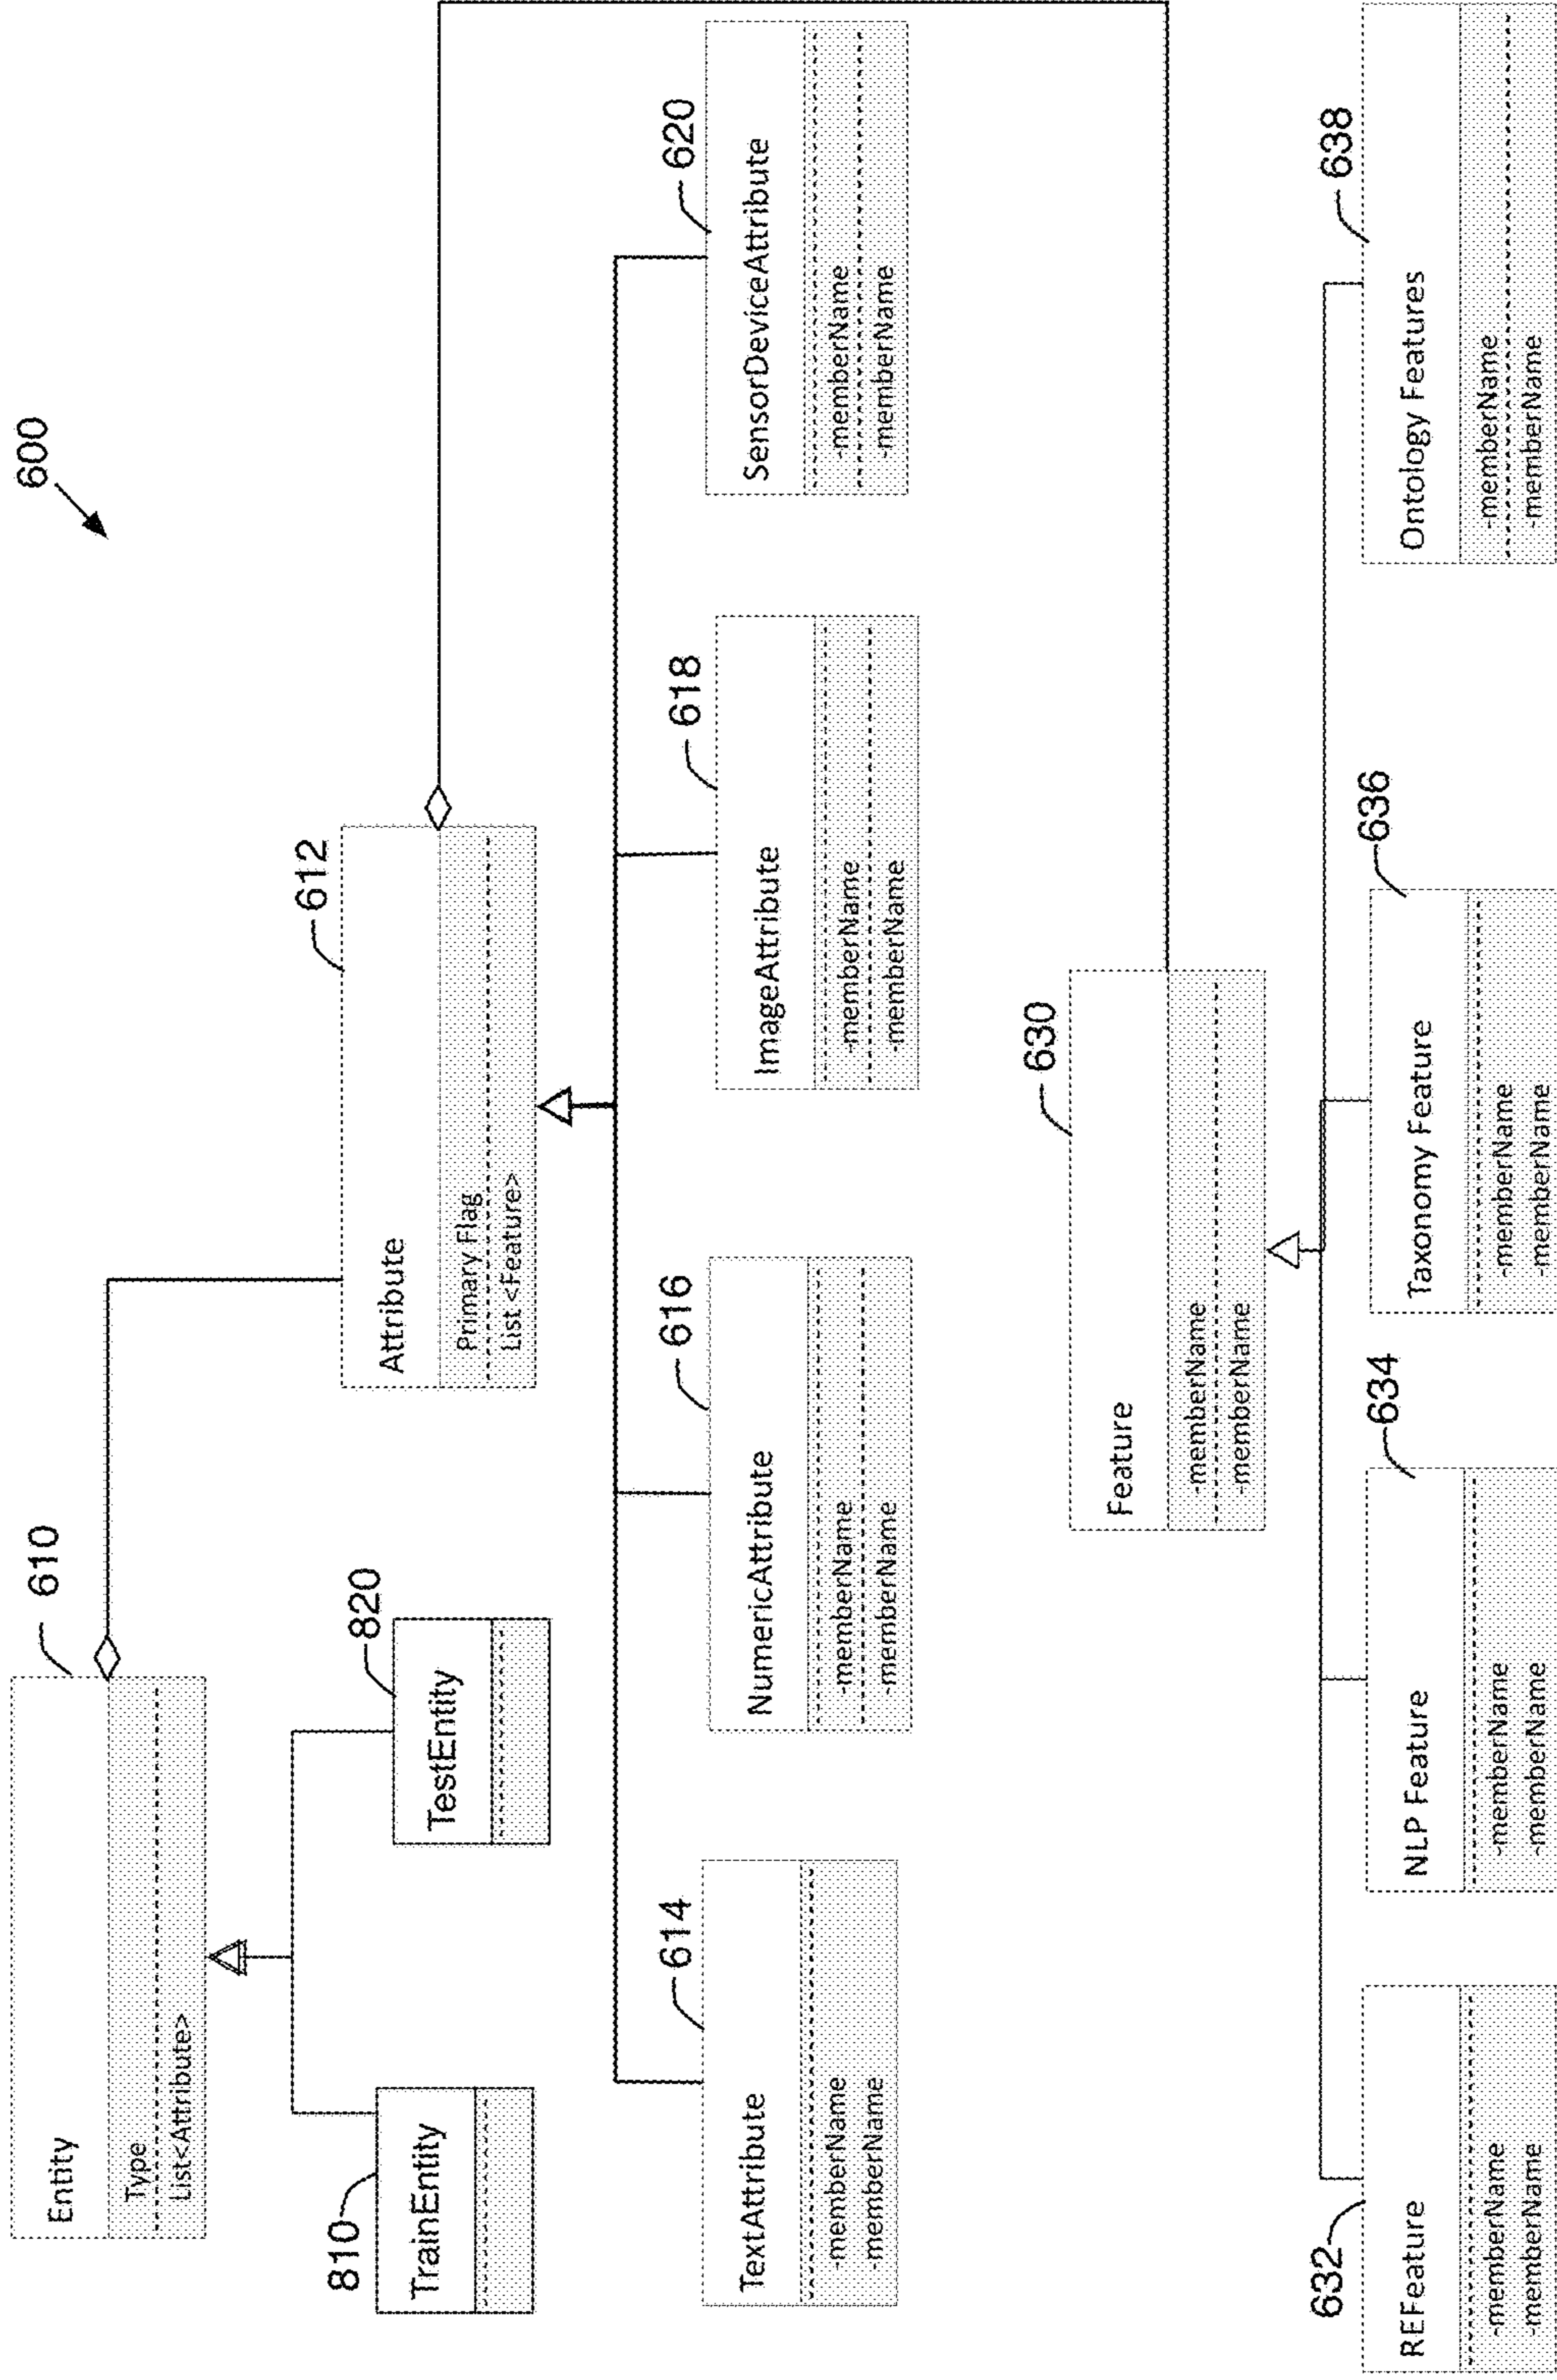 600
610
Entity
Type
List<Attribute>
612
Attribute
Primary Flag
List <Feature>
810
TrainEntity
820
TestEntity
614
TextAttribute
-memberName
-memberName
616
NumericAttribute
-memberName
-memberName
618
ImageAttribute
-memberName
-memberName
620
SensorDeviceAttribute
-memberName
-memberName
630
Feature
-memberName
-memberName
632
REFeature
-memberName
-memberName
634
NLP Feature
-memberName
-memberName
636
Taxonomy Feature
-memberName
-memberName
638
Ontology Features
-memberName
-memberName